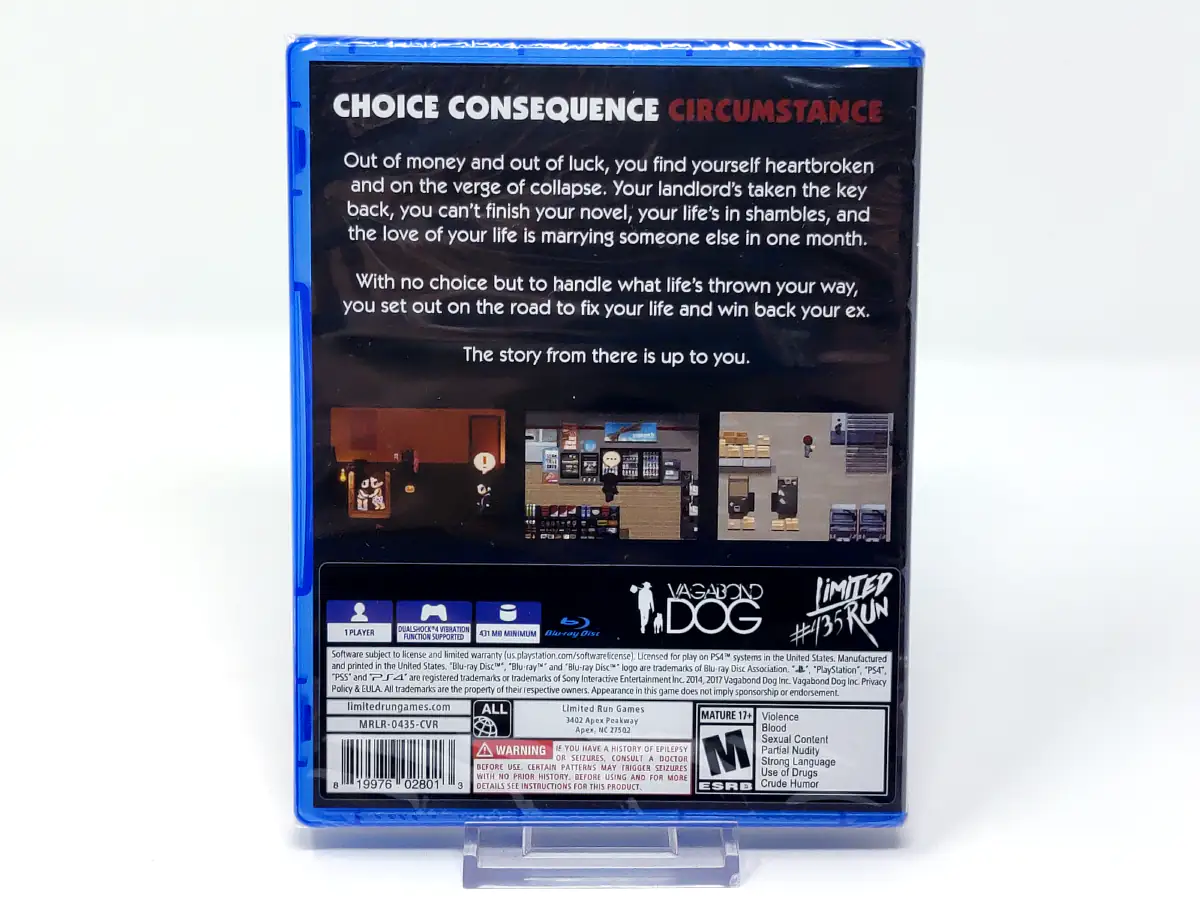 CHOICE CONSEQUENCE CIRCUMSTANCE
Out of money and out of luck, you find yourself heartbroken
and on the verge of collapse. Your landlord's taken the key
back, you can't finish your novel, your life's in shambles, and
the love of your life is marrying someone else in one month.
With no choice but to handle what life's thrown your way,
you set out on the road to fix your life and win back your ex.
The story from there is up to you.
1 PLAYER
DUALSHOCK®4 VIBRATION
FUNCTION SUPPORTED
431 MB MINIMUM
Blu-ray Disc
VAGABOND
DOG
LIMITED
RUN
#435
Software subject to license and limited warranty (us.playstation.com/softwarelicense). Licensed for play on PS4™ systems in the United States. Manufactured
and printed in the United States. "Blu-ray Disc™", "Blu-ray™" and "Blu-ray Disc™" logo are trademarks of Blu-ray Disc Association. "", "PlayStation", "PS4",
"PS5" and "PS4" are registered trademarks or trademarks of Sony Interactive Entertainment Inc. 2014, 2017 Vagabond Dog Inc. Vagabond Dog Inc. Privacy
Policy & EULA. All trademarks are the property of their respective owners. Appearance in this game does not imply sponsorship or endorsement.
limitedrungames.com
MRLR-0435-CVR
8 19976 02801 3
ALL
Limited Run Games
3402 Apex Peakway
Apex, NC 27502
WARNING IF YOU HAVE A HISTORY OF EPILEPSY
OR SEIZURES, CONSULT A DOCTOR
BEFORE USE. CERTAIN PATTERNS MAY TRIGGER SEIZURES
WITH NO PRIOR HISTORY. BEFORE USING AND FOR MORE
DETAILS SEE INSTRUCTIONS FOR THIS PRODUCT.
MATURE 17+
M
ESRB
Violence
Blood
Sexual Content
Partial Nudity
Strong Language
Use of Drugs
Crude Humor